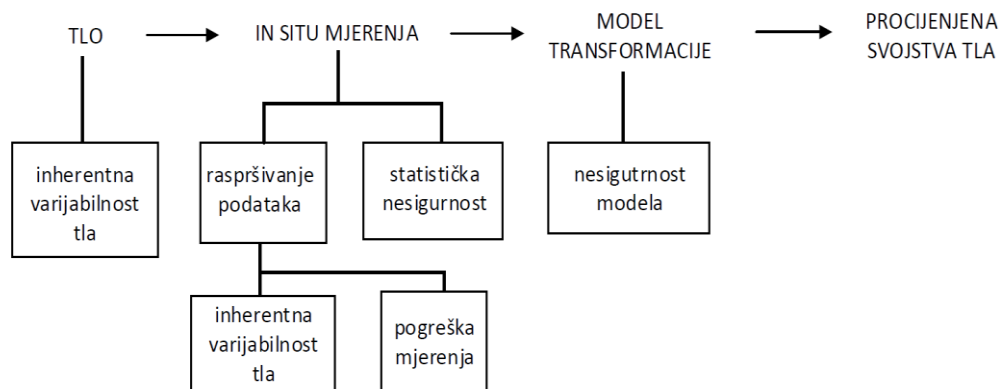 TLO
IN SITU MJERENJA
MODEL
TRANSFORMACIJE
PROCIJENJENA
SVOJSTVA TLA
inherentna
varijabilnost
tla
raspršivanje
podataka
statistička
nesigurnost
nesigutrnost
modela
inherentna
varijabilnost
tla
pogreška
mjerenja